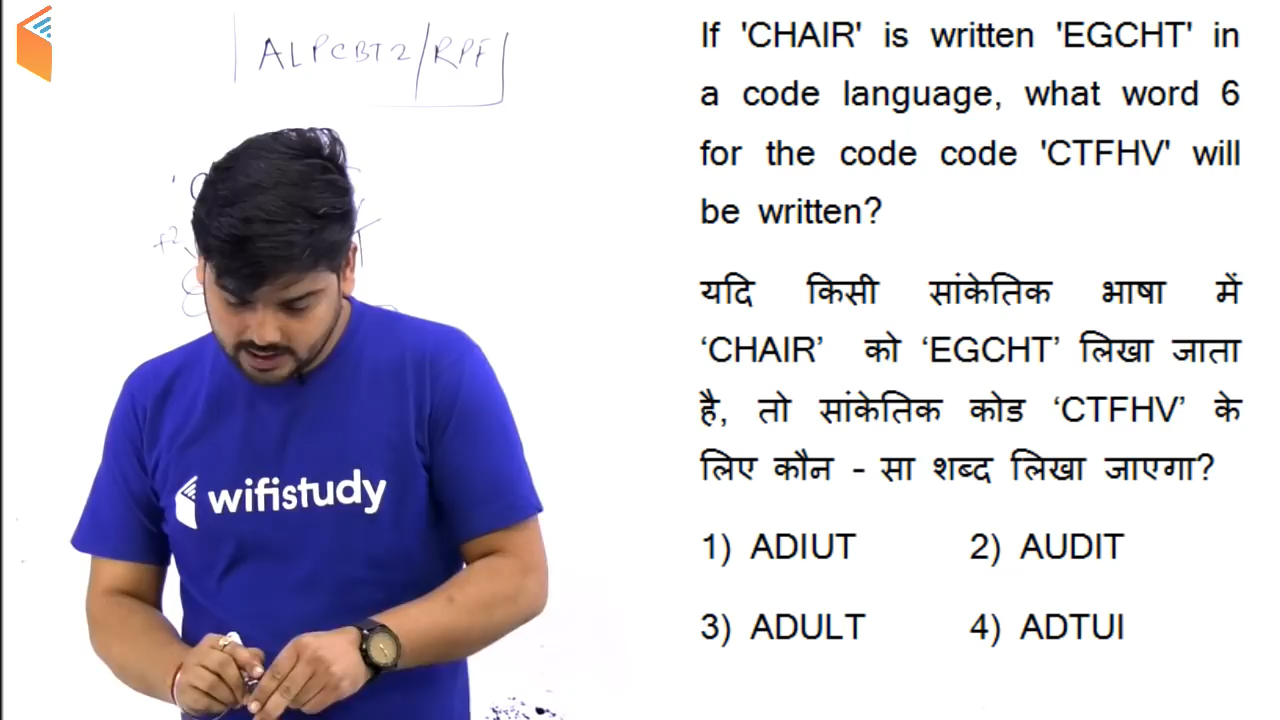 ALPCBT2/RPF
If 'CHAIR' is written 'EGCHT' in
a code language, what word 6
for the code code 'CTFHV' will
be written?
यदि किसी सांकेतिक भाषा में
‘CHAIR’ को ‘EGCHT’ लिखा जाता
है, तो सांकेतिक कोड ‘CTFHV’ के
लिए कौन - सा शब्द लिखा जाएगा?
1) ADIUT 2) AUDIT
3) ADULT 4) ADTUI
+2
wifistudy